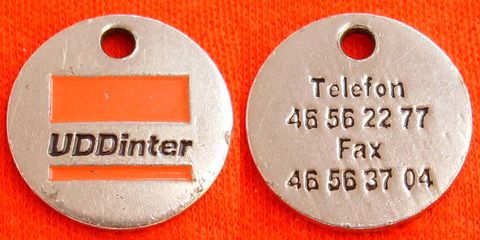 UDDinter
Telefon
46 56 22 77
Fax
46 56 37 04